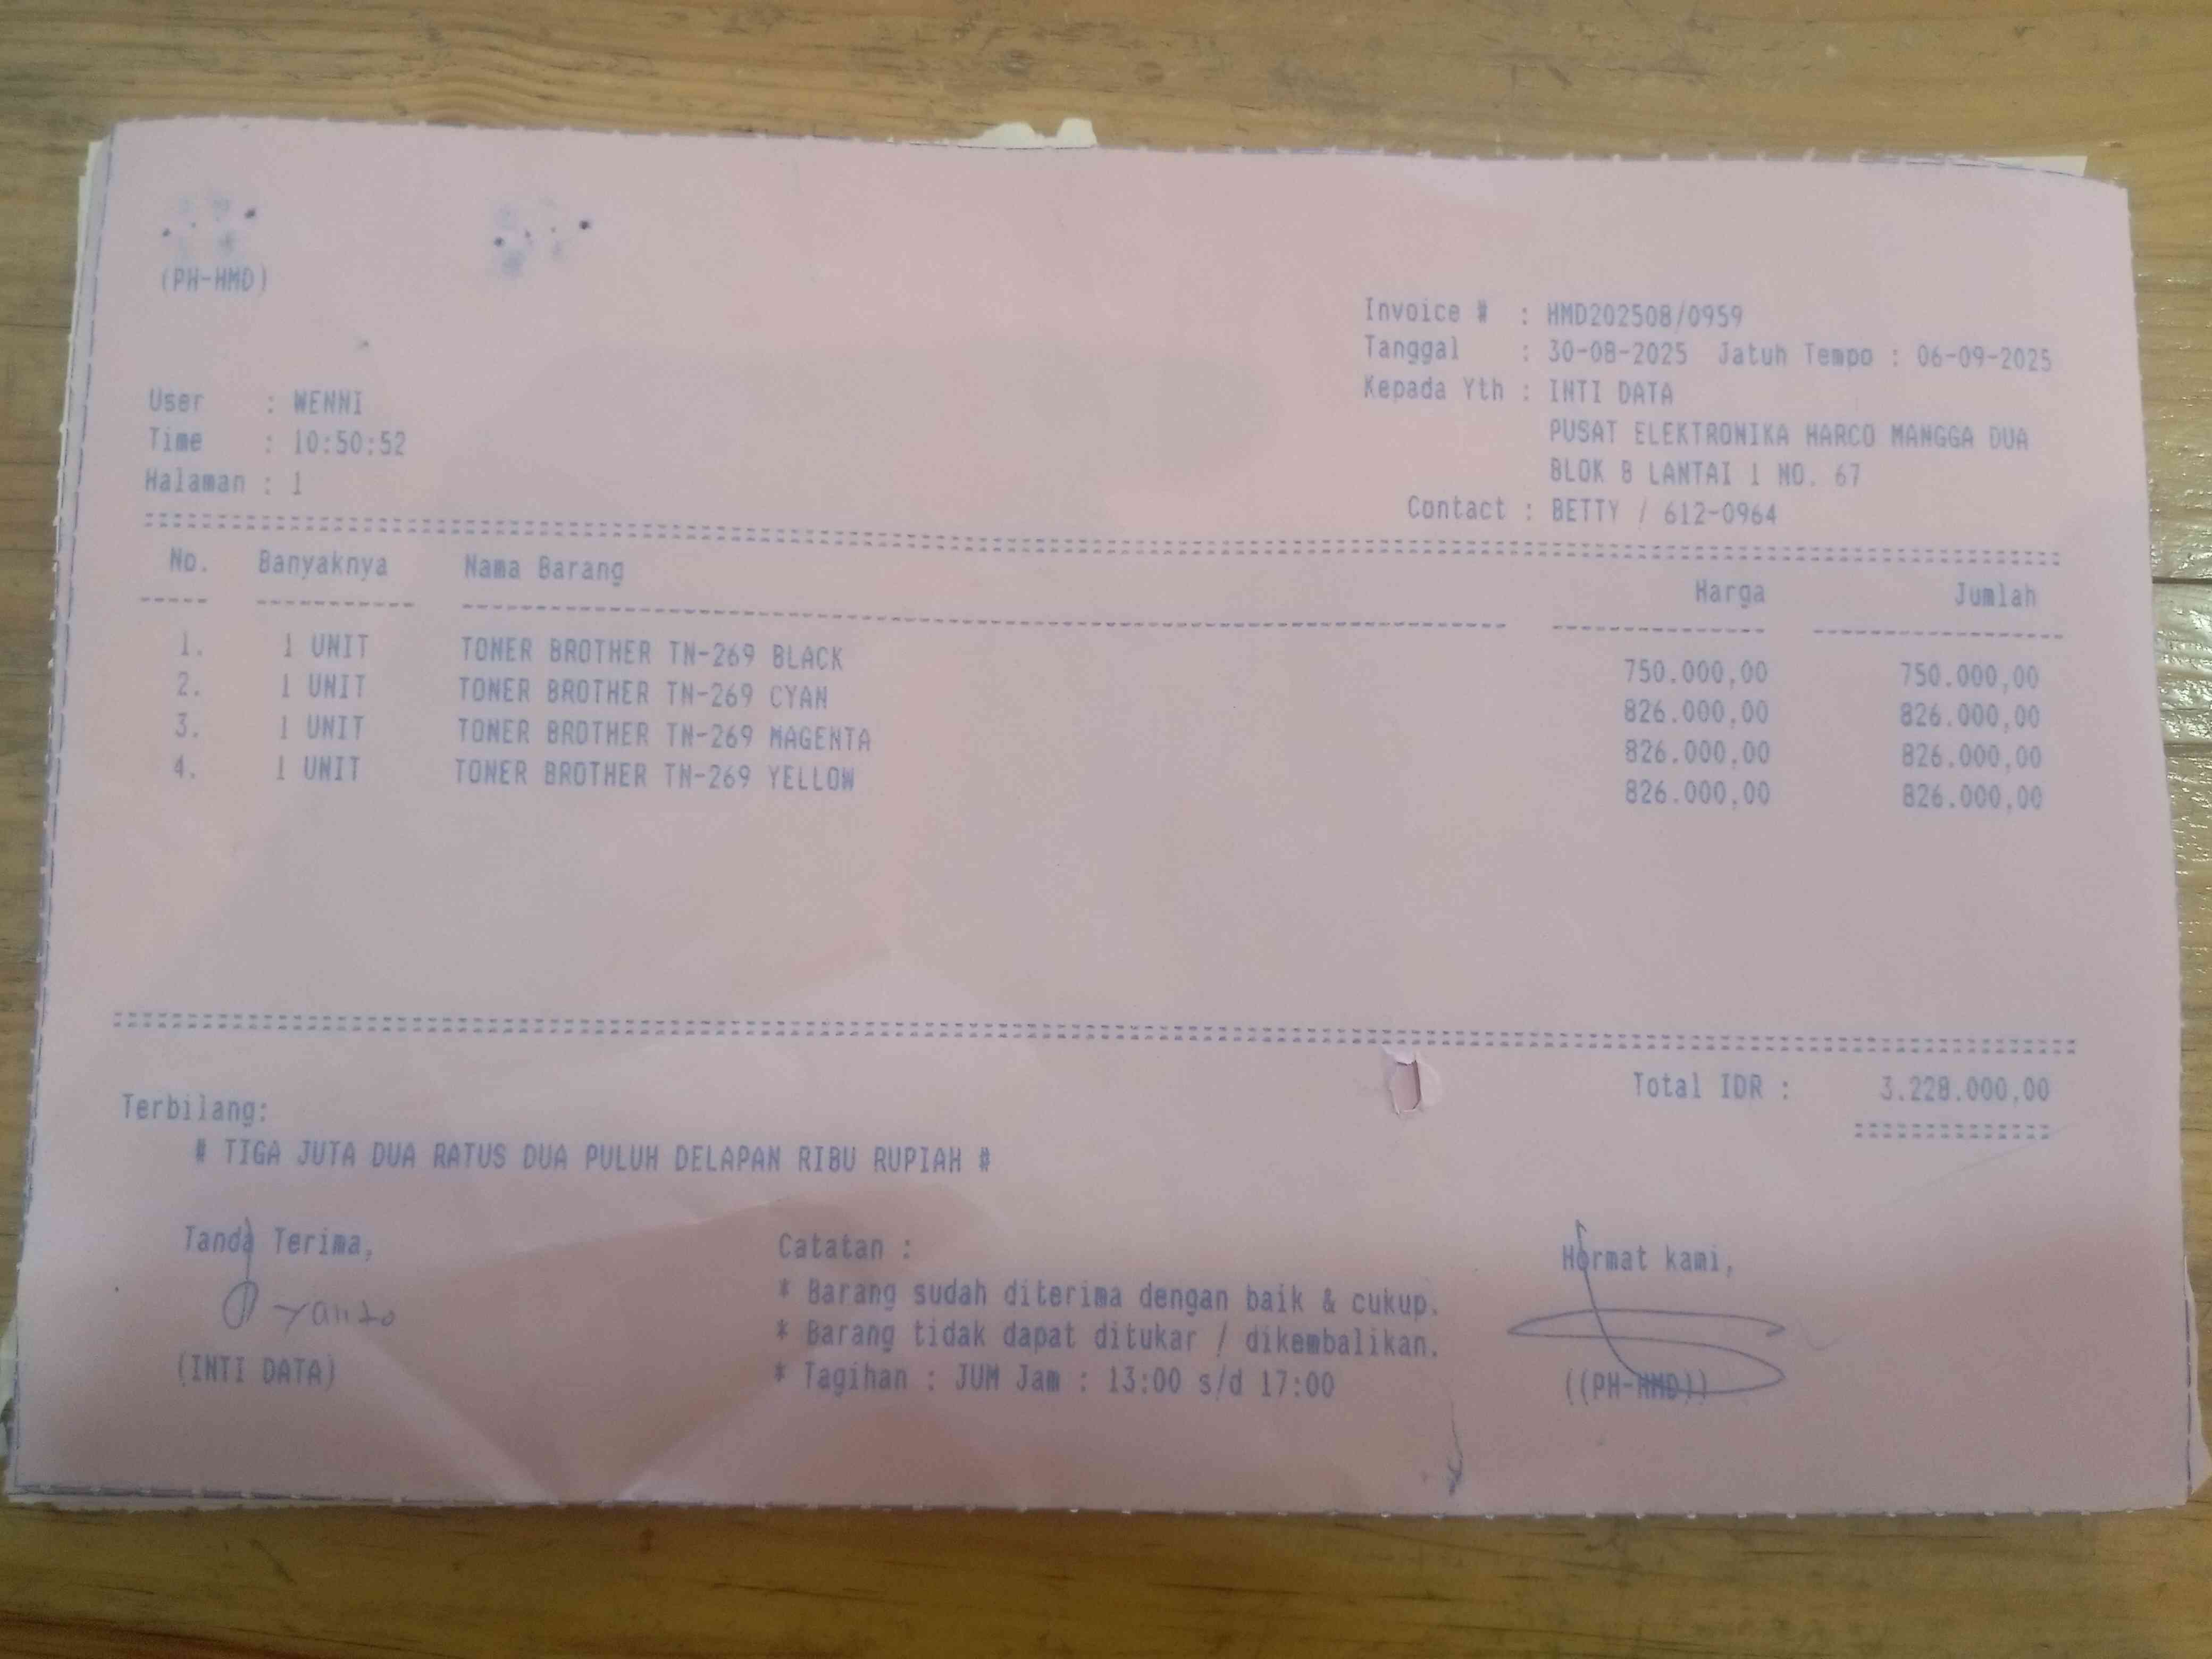 (PH-HMD)
Invoice # : HMD202508/0959
Tanggal : 30-08-2025 Jatuh Tempo : 06-09-2025
Kepada Yth : INTI DATA
PUSAT ELEKTRONIKA HARCO MANGGA DUA
BLOK B LANTAI 1 NO. 67
Contact : BETTY / 612-0964
User : WENNI
Time : 10:50:52
Halaman : 1
No. Banyaknya Nama Barang Harga Jumlah
1. 1 UNIT TONER BROTHER TN-269 BLACK 750.000,00 750.000,00
2. 1 UNIT TONER BROTHER TN-269 CYAN 826.000,00 826.000,00
3. 1 UNIT TONER BROTHER TN-269 MAGENTA 826.000,00 826.000,00
4. 1 UNIT TONER BROTHER TN-269 YELLOW 826.000,00 826.000,00
Total IDR : 3.228.000,00
Terbilang:
# TIGA JUTA DUA RATUS DUA PULUH DELAPAN RIBU RUPIAH #
Tanda Terima,
(INTI DATA)
Catatan :
* Barang sudah diterima dengan baik & cukup.
* Barang tidak dapat ditukar / dikembalikan.
* Tagihan : JUM Jam : 13:00 s/d 17:00
Hormat kami,
((PH-HMD))